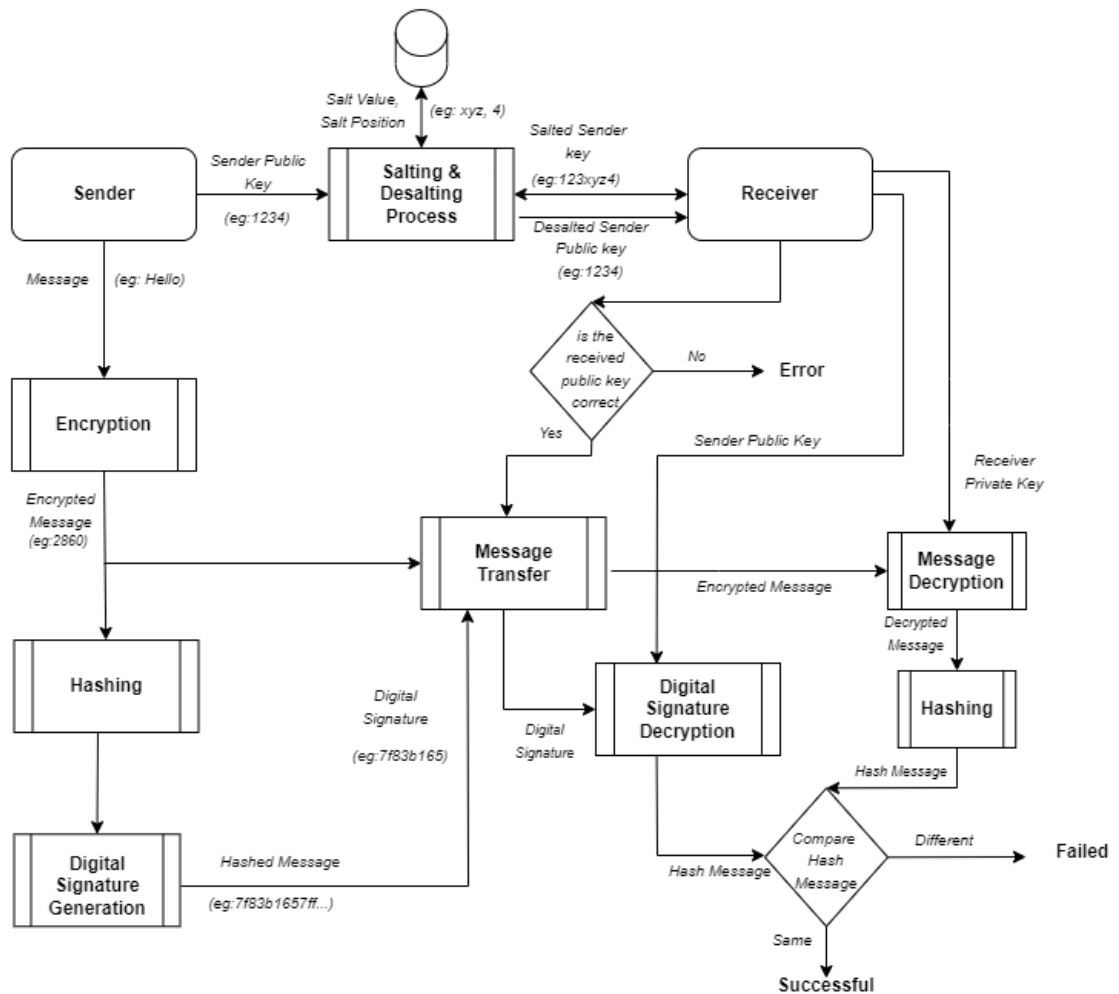 Salt Value,
Salt Position
(eg: xyz, 4)
Sender
Sender Public
Key
(eg:1234)
Salting &
Desalting
Process
Salted Sender
key
(eg:123xyz4)
Desalted Sender
Public key
(eg:1234)
Receiver
Message
(eg: Hello)
is the
received
public key
correct
No
Error
Yes
Encryption
Sender Public Key
Receiver
Private Key
Encrypted
Message
(eg:2860)
Message
Transfer
Encrypted Message
Message
Decryption
Decrypted
Message
Hashing
Digital
Signature
(eg:7f83b165)
Digital
Signature
Digital
Signature
Decryption
Hashing
Hash Message
Digital
Signature
Generation
Hashed Message
(eg:7f83b1657ff...)
Hash Message
Compare
Hash
Message
Different
Failed
Same
Successful